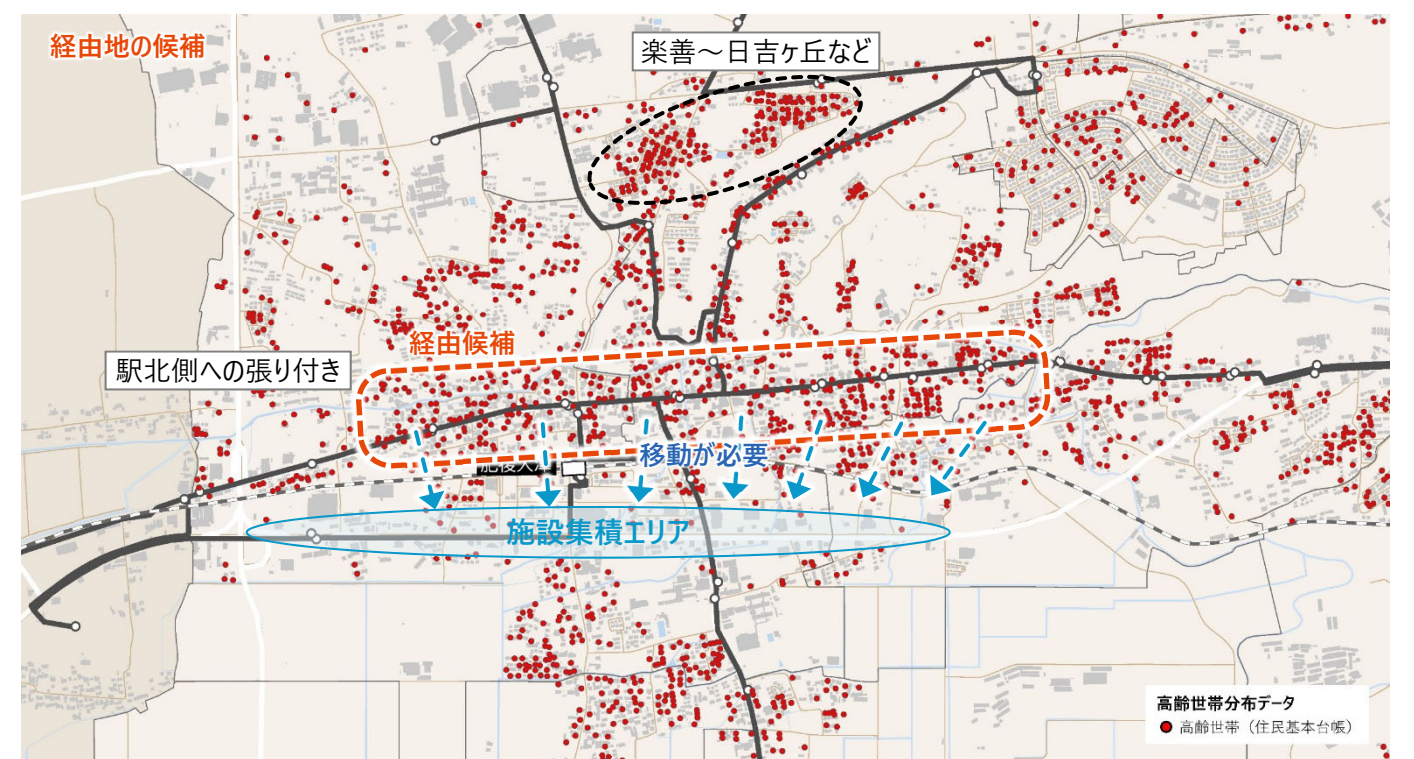 経由地の候補
楽善～日吉ヶ丘など
経由候補
駅北側への張り付き
移動が必要
肥後大津
施設集積エリア
高齢世帯分布データ
高齢世帯（住民基本台帳）